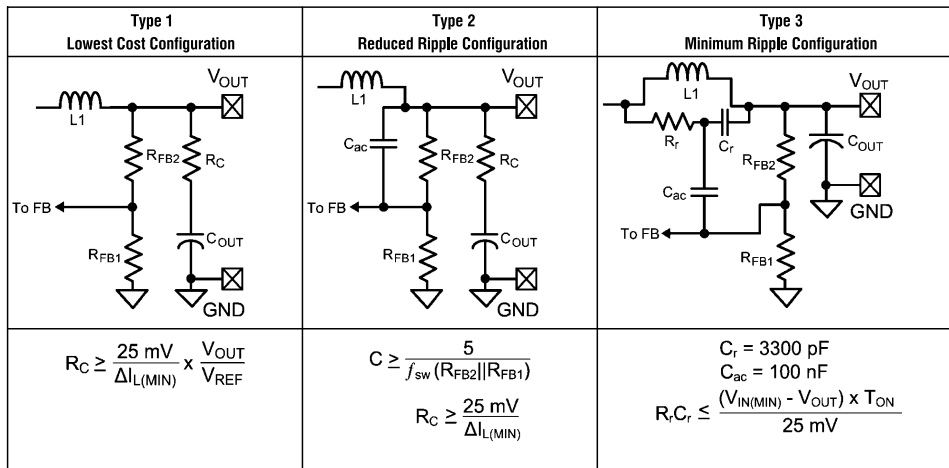 Type 1
Lowest Cost Configuration
Type 2
Reduced Ripple Configuration
Type 3
Minimum Ripple Configuration
VOUT
L1
RFB2
RC
To FB
RFB1
COUT
GND
VOUT
L1
Cac
RFB2
RC
To FB
RFB1
COUT
GND
VOUT
L1
Rr
Cr
RFB2
COUT
Cac
GND
To FB
RFB1
RC ≥ 25 mV / ΔIL(MIN) x VOUT / VREF
C ≥ 5 / fsw (RFB2||RFB1)
RC ≥ 25 mV / ΔIL(MIN)
Cr = 3300 pF
Cac = 100 nF
RrCr ≤ (VIN(MIN) - VOUT) x TON / 25 mV